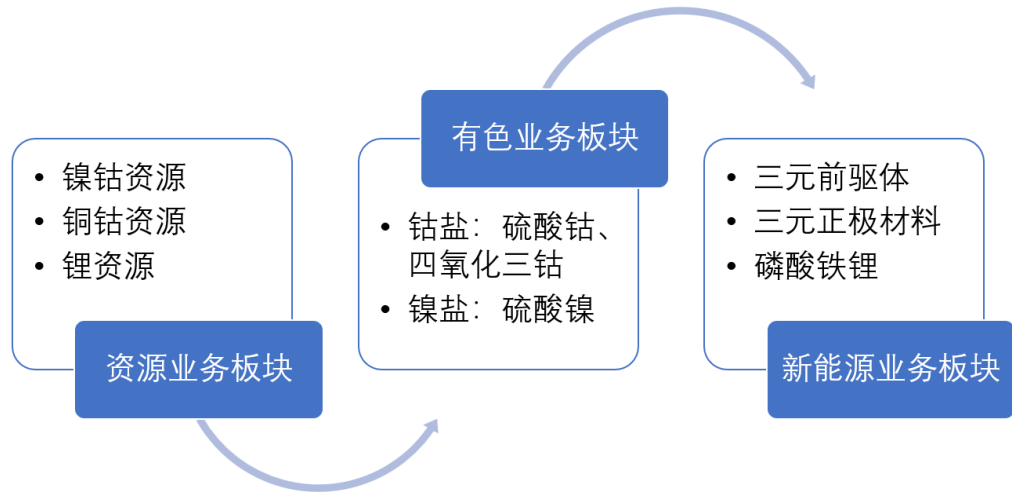 • 镍钴资源
• 铜钴资源
• 锂资源
资源业务板块
有色业务板块
• 钴盐：硫酸钴、
四氧化三钴
• 镍盐：硫酸镍
• 三元前驱体
• 三元正极材料
• 磷酸铁锂
新能源业务板块